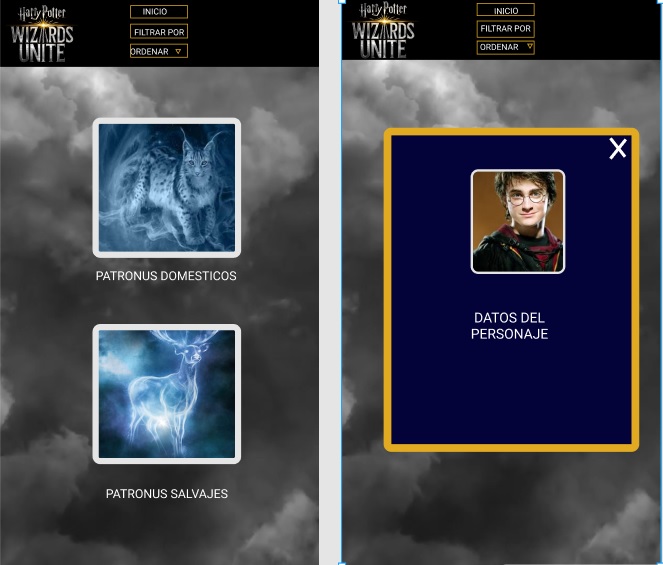 Harry Potter
WIZARDS
UNITE
INICIO
FILTRAR POR
ORDENAR
PATRONUS DOMESTICOS
PATRONUS SALVAJES
Harry Potter
WIZARDS
UNITE
INICIO
FILTRAR POR
ORDENAR
X
DATOS DEL
PERSONAJE